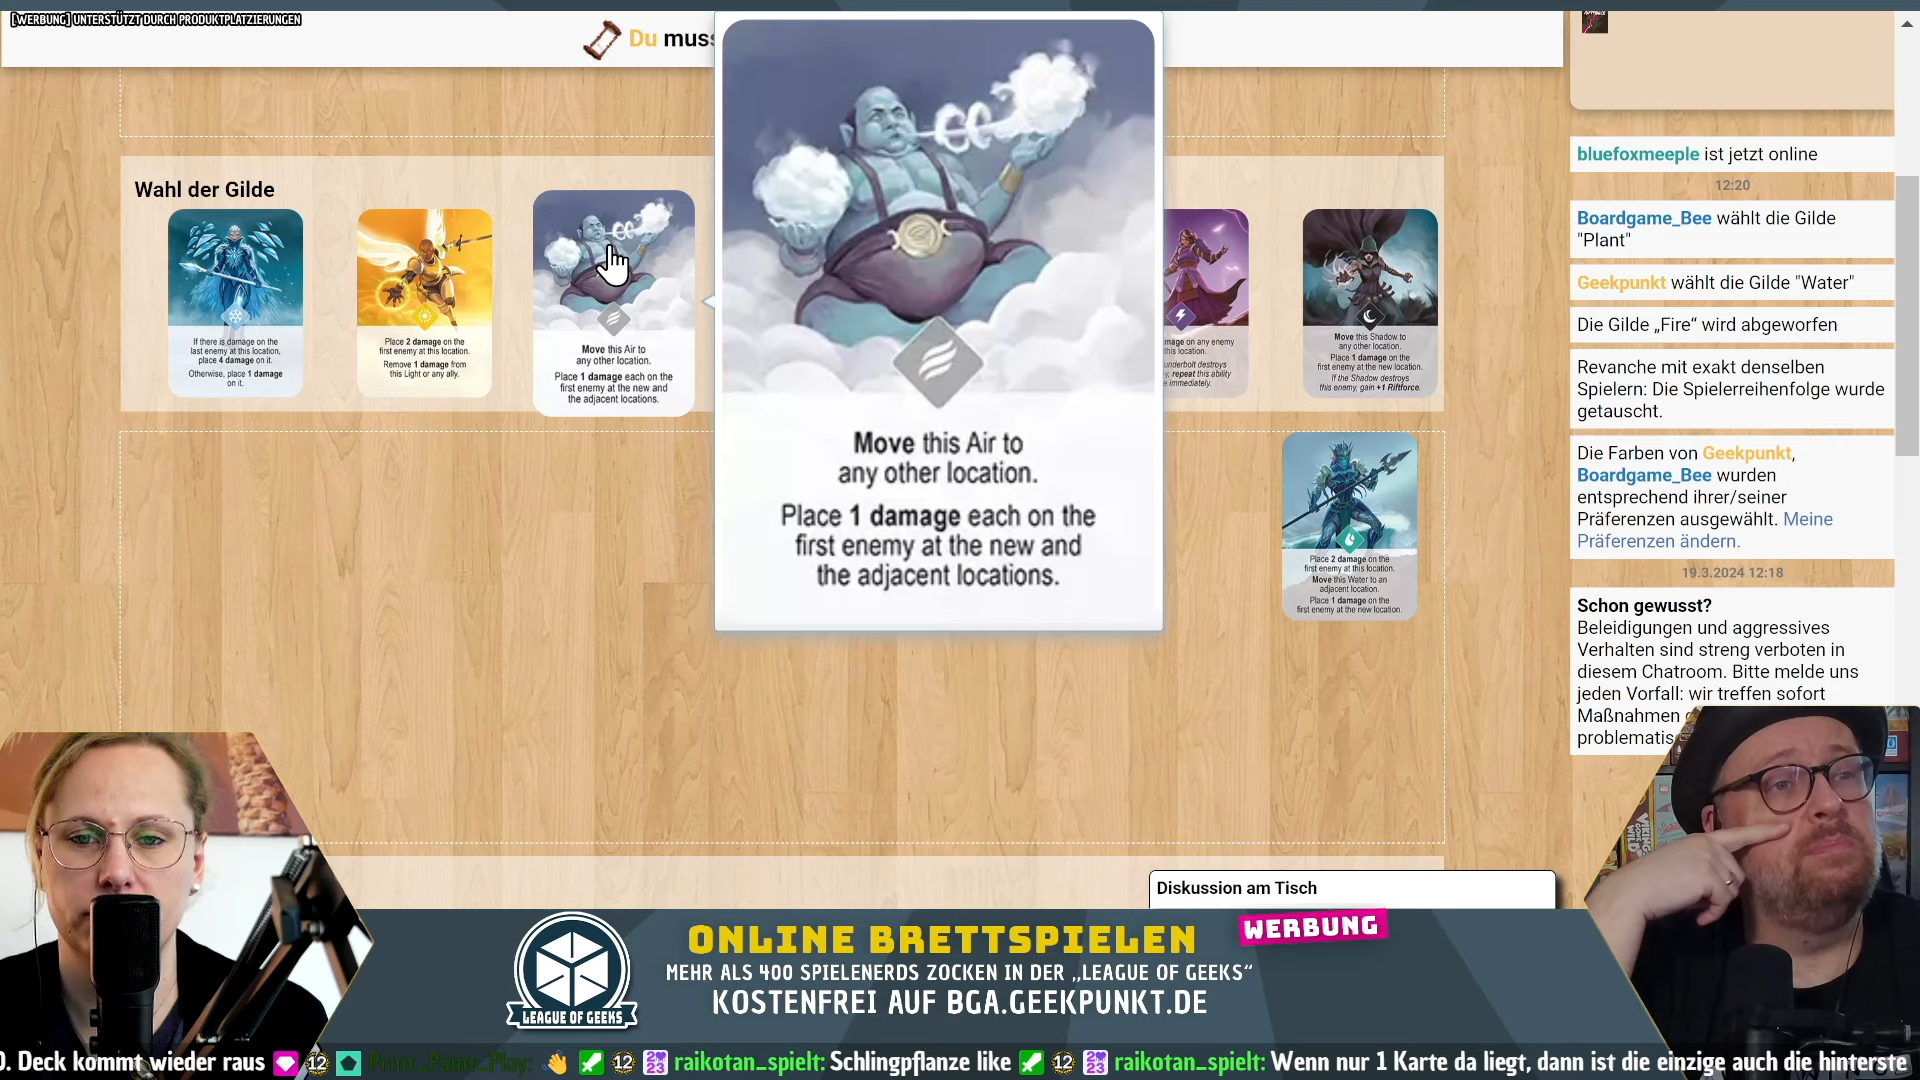 [WERBUNG] UNTERSTÜTZT DURCH PRODUKTPLATZIERUNGEN
Du
Wahl der Gilde
If there is damage on the
last enemy at this location,
place 4 damage on it.
Otherwise, place 1 damage
on it.
Place 2 damage on the
first enemy at this location.
Remove 1 damage from
this Light or any ally.
Move this Air to
any other location.
Place 1 damage each on the
first enemy at the new and
the adjacent locations.
Move this Air to
any other location.
Place 1 damage each on the
first enemy at the new and
the adjacent locations.
on any enemy
location.
destroys
repeat this ability
immediately.
Move this Shadow to
any other location.
Place 1 damage on the
first enemy at the new location.
If the Shadow destroys
this enemy, gain +1 Riftforce.
Place 2 damage on the
first enemy at this location.
Move this Water to an
adjacent location.
Place 1 damage on the
first enemy at the new location.
bluefoxmeeple ist jetzt online
12:20
Boardgame_Bee wählt die Gilde
"Plant"
Geekpunkt wählt die Gilde "Water"
Die Gilde „Fire“ wird abgeworfen
Revanche mit exakt denselben
Spielern: Die Spielerreihenfolge wurde
getauscht.
Die Farben von Geekpunkt,
Boardgame_Bee wurden
entsprechend ihrer/seiner
Präferenzen ausgewählt. Meine
Präferenzen ändern.
19.3.2024 12:18
Schon gewusst?
Beleidigungen und aggressives
Verhalten sind streng verboten in
diesem Chatroom. Bitte melde uns
jeden Vorfall: wir treffen sofort
Maßnahmen
Diskussion am Tisch
ONLINE BRETTSPIELEN
WERBUNG
MEHR ALS 400 SPIELENERDS ZOCKEN IN DER „LEAGUE OF GEEKS“
KOSTENFREI AUF BGA.GEEKPUNKT.DE
LEAGUE OF GEEKS
Deck kommt wieder raus 12 Print_Paint_Play: 12 raikotan_spielt: Schlingpflanze like 12 raikotan_spielt: Wenn nur 1 Karte da liegt, dann ist die einzige auch die hinterste